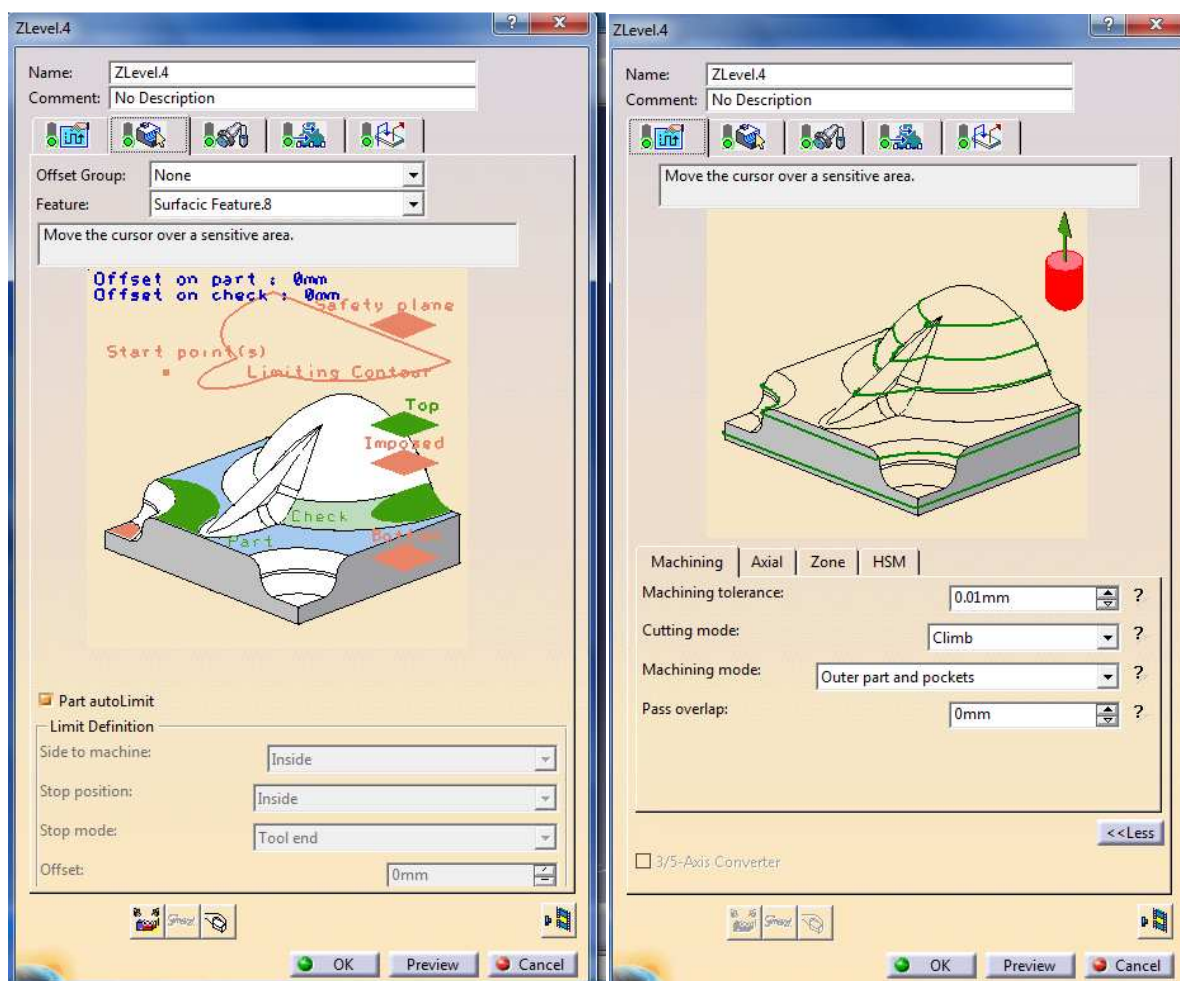 ZLevel.4
Name: ZLevel.4
Comment: No Description
Offset Group: None
Feature: Surfacic Feature.8
Move the cursor over a sensitive area.
Offset on part : 0mm
Offset on check : 0mm
Safety plane
Start point(s)
Limiting Contour
Top
Imposed
Check
Part
Bottom
Part autoLimit
Limit Definition
Side to machine: Inside
Stop position: Inside
Stop mode: Tool end
Offset: 0mm
OK Preview Cancel
ZLevel.4
Name: ZLevel.4
Comment: No Description
Move the cursor over a sensitive area.
Machining Axial Zone HSM
Machining tolerance: 0.01mm ?
Cutting mode: Climb ?
Machining mode: Outer part and pockets ?
Pass overlap: 0mm ?
<<Less
3/5-Axis Converter
OK Preview Cancel